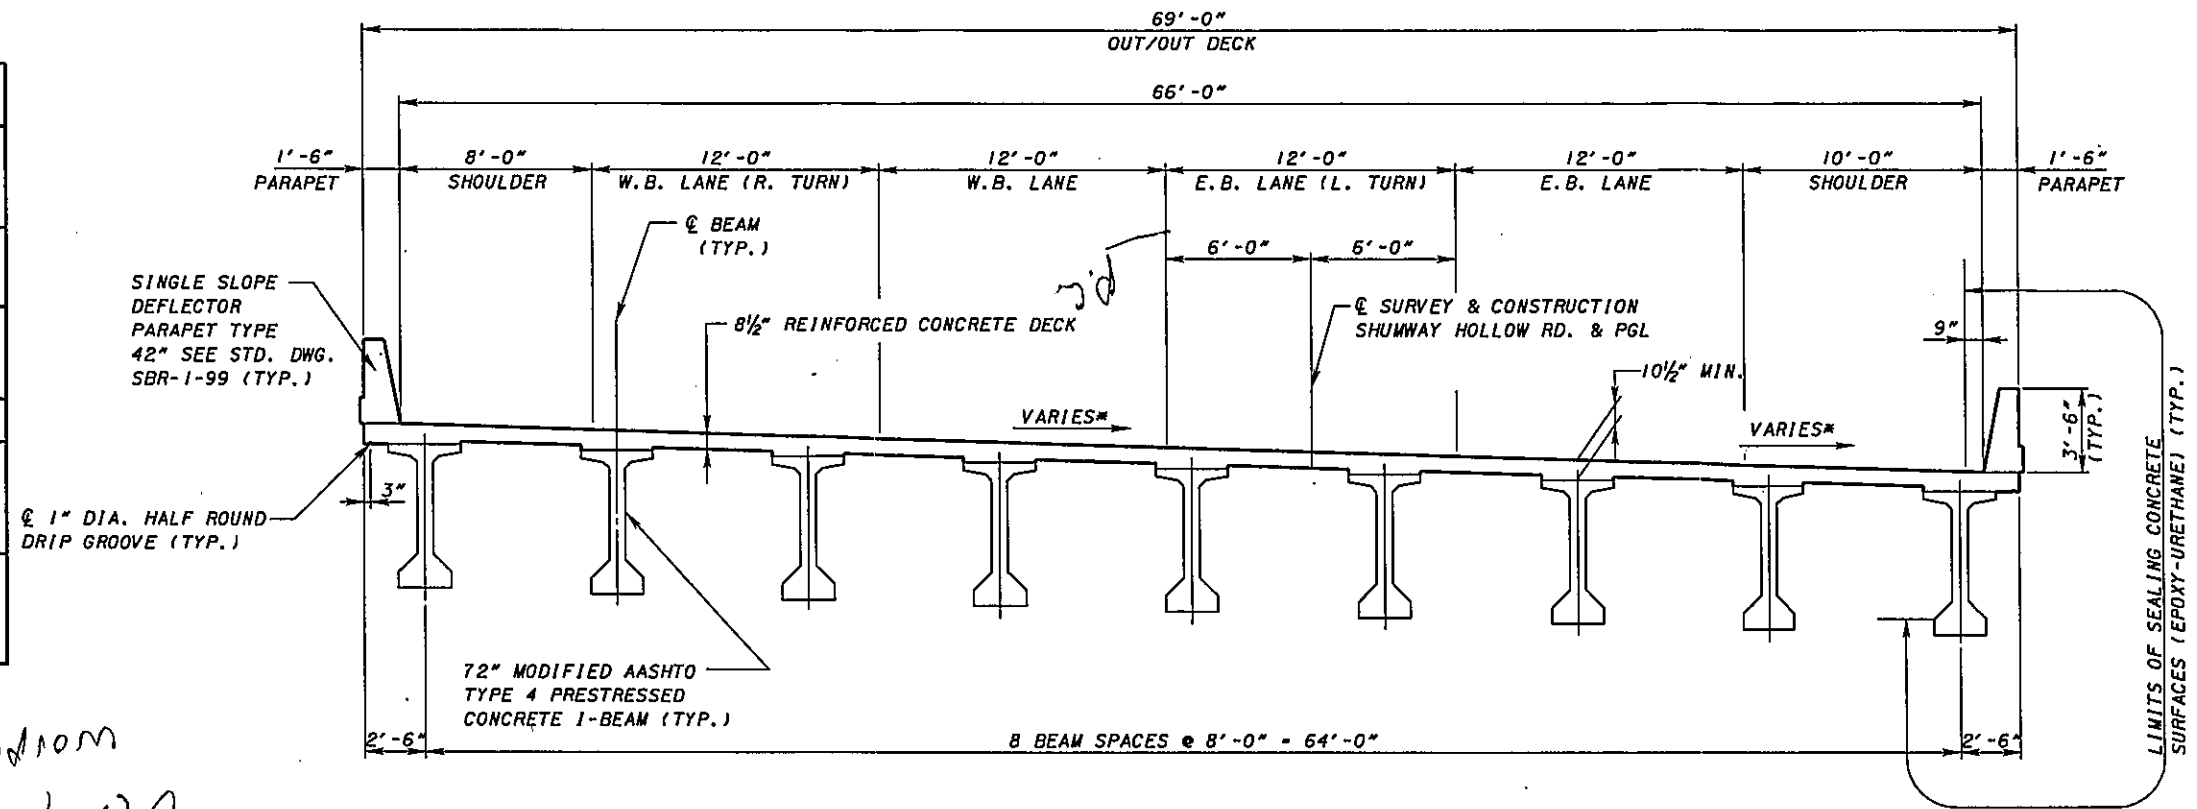 69'-0"
OUT/OUT DECK
66'-0"
1'-6"
PARAPET
8'-0"
SHOULDER
12'-0"
W.B. LANE (R. TURN)
12'-0"
W.B. LANE
12'-0"
E.B. LANE (L. TURN)
12'-0"
E.B. LANE
10'-0"
SHOULDER
1'-6"
PARAPET
℄ BEAM
(TYP.)
6'-0"
6'-0"
SINGLE SLOPE
DEFLECTOR
PARAPET TYPE
42" SEE STD. DWG.
SBR-1-99 (TYP.)
8½" REINFORCED CONCRETE DECK
℄ SURVEY & CONSTRUCTION
SHUMWAY HOLLOW RD. & PGL
9"
10½" MIN.
VARIES*
VARIES*
3'-6"
(TYP.)
3"
℄ 1" DIA. HALF ROUND
DRIP GROOVE (TYP.)
72" MODIFIED AASHTO
TYPE 4 PRESTRESSED
CONCRETE I-BEAM (TYP.)
LIMITS OF SEALING CONCRETE
SURFACES (EPOXY-URETHANE) (TYP.)
2'-6"
8 BEAM SPACES @ 8'-0" = 64'-0"
2'-6"